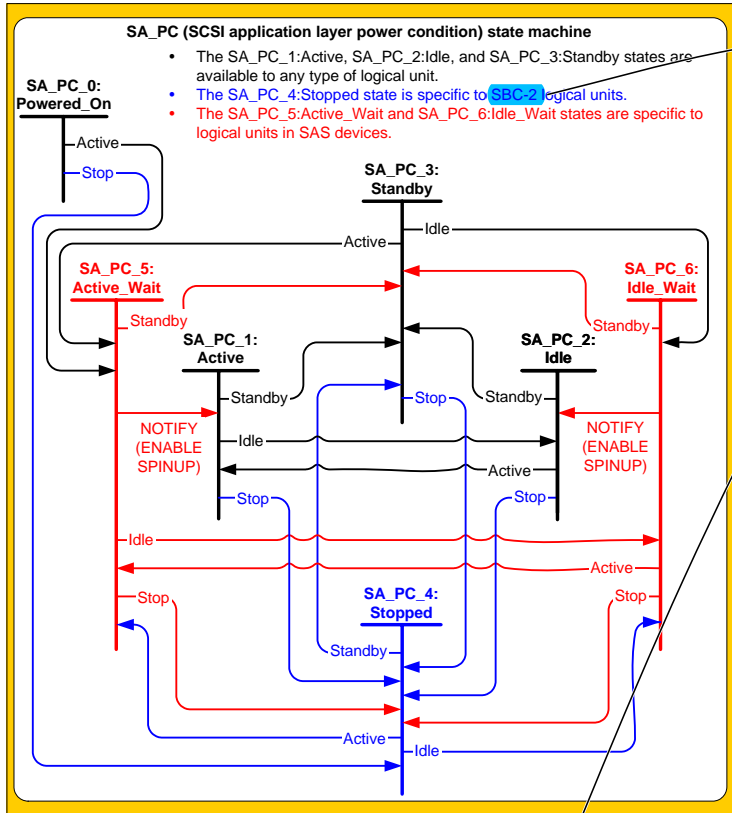 SA_PC (SCSI application layer power condition) state machine
• The SA_PC_1:Active, SA_PC_2:Idle, and SA_PC_3:Standby states are
available to any type of logical unit.
• The SA_PC_4:Stopped state is specific to SBC-2 logical units.
• The SA_PC_5:Active_Wait and SA_PC_6:Idle_Wait states are specific to
logical units in SAS devices.
SA_PC_0:
Powered_On
Active
Stop
SA_PC_3:
Standby
Idle
Active
SA_PC_5:
Active_Wait
SA_PC_6:
Idle_Wait
Standby
Standby
SA_PC_1:
Active
SA_PC_2:
Idle
Standby
Stop
Standby
NOTIFY
(ENABLE
SPINUP)
NOTIFY
(ENABLE
SPINUP)
Idle
Active
Stop
Stop
Idle
Active
Stop
Stop
SA_PC_4:
Stopped
Standby
Active
Idle